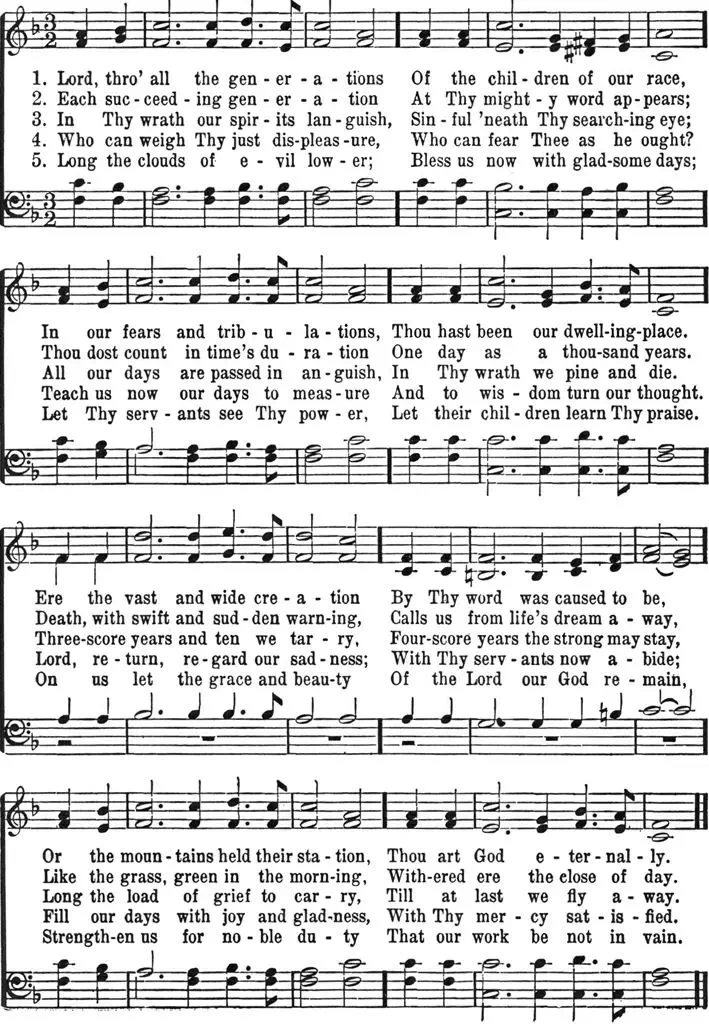 3 2
1. Lord, thro' all the gen - er - a - tions Of the chil - dren of our race,
2. Each suc - ceed - ing gen - er - a - tion At Thy might - y word ap - pears;
3. In Thy wrath our spir - its lan - guish, Sin - ful 'neath Thy search - ing eye;
4. Who can weigh Thy just dis - pleas - ure, Who can fear Thee as he ought?
5. Long the clouds of e - vil low - er; Bless us now with glad - some days;
3 2
In our fears and trib - u - la - tions, Thou hast been our dwell - ing - place.
Thou dost count in time's du - ra - tion One day as a thou - sand years.
All our days are passed in an - guish, In Thy wrath we pine and die.
Teach us now our days to meas - ure And to wis - dom turn our thought.
Let Thy serv - ants see Thy pow - er, Let their chil - dren learn Thy praise.
Ere the vast and wide cre - a - tion By Thy word was caused to be,
Death, with swift and sud - den warn - ing, Calls us from life's dream a - way,
Three - score years and ten we tar - ry, Four - score years the strong may stay,
Lord, re - turn, re - gard our sad - ness; With Thy serv - ants now a - bide;
On us let the grace and beau - ty Of the Lord our God re - main,
Or the moun - tains held their sta - tion, Thou art God e - ter - nal - ly.
Like the grass, green in the morn - ing, With - ered ere the close of day.
Long the load of grief to car - ry, Till at last we fly a - way.
Fill our days with joy and glad - ness, With Thy mer - cy sat - is - fied.
Strength - en us for no - ble du - ty That our work be not in vain.